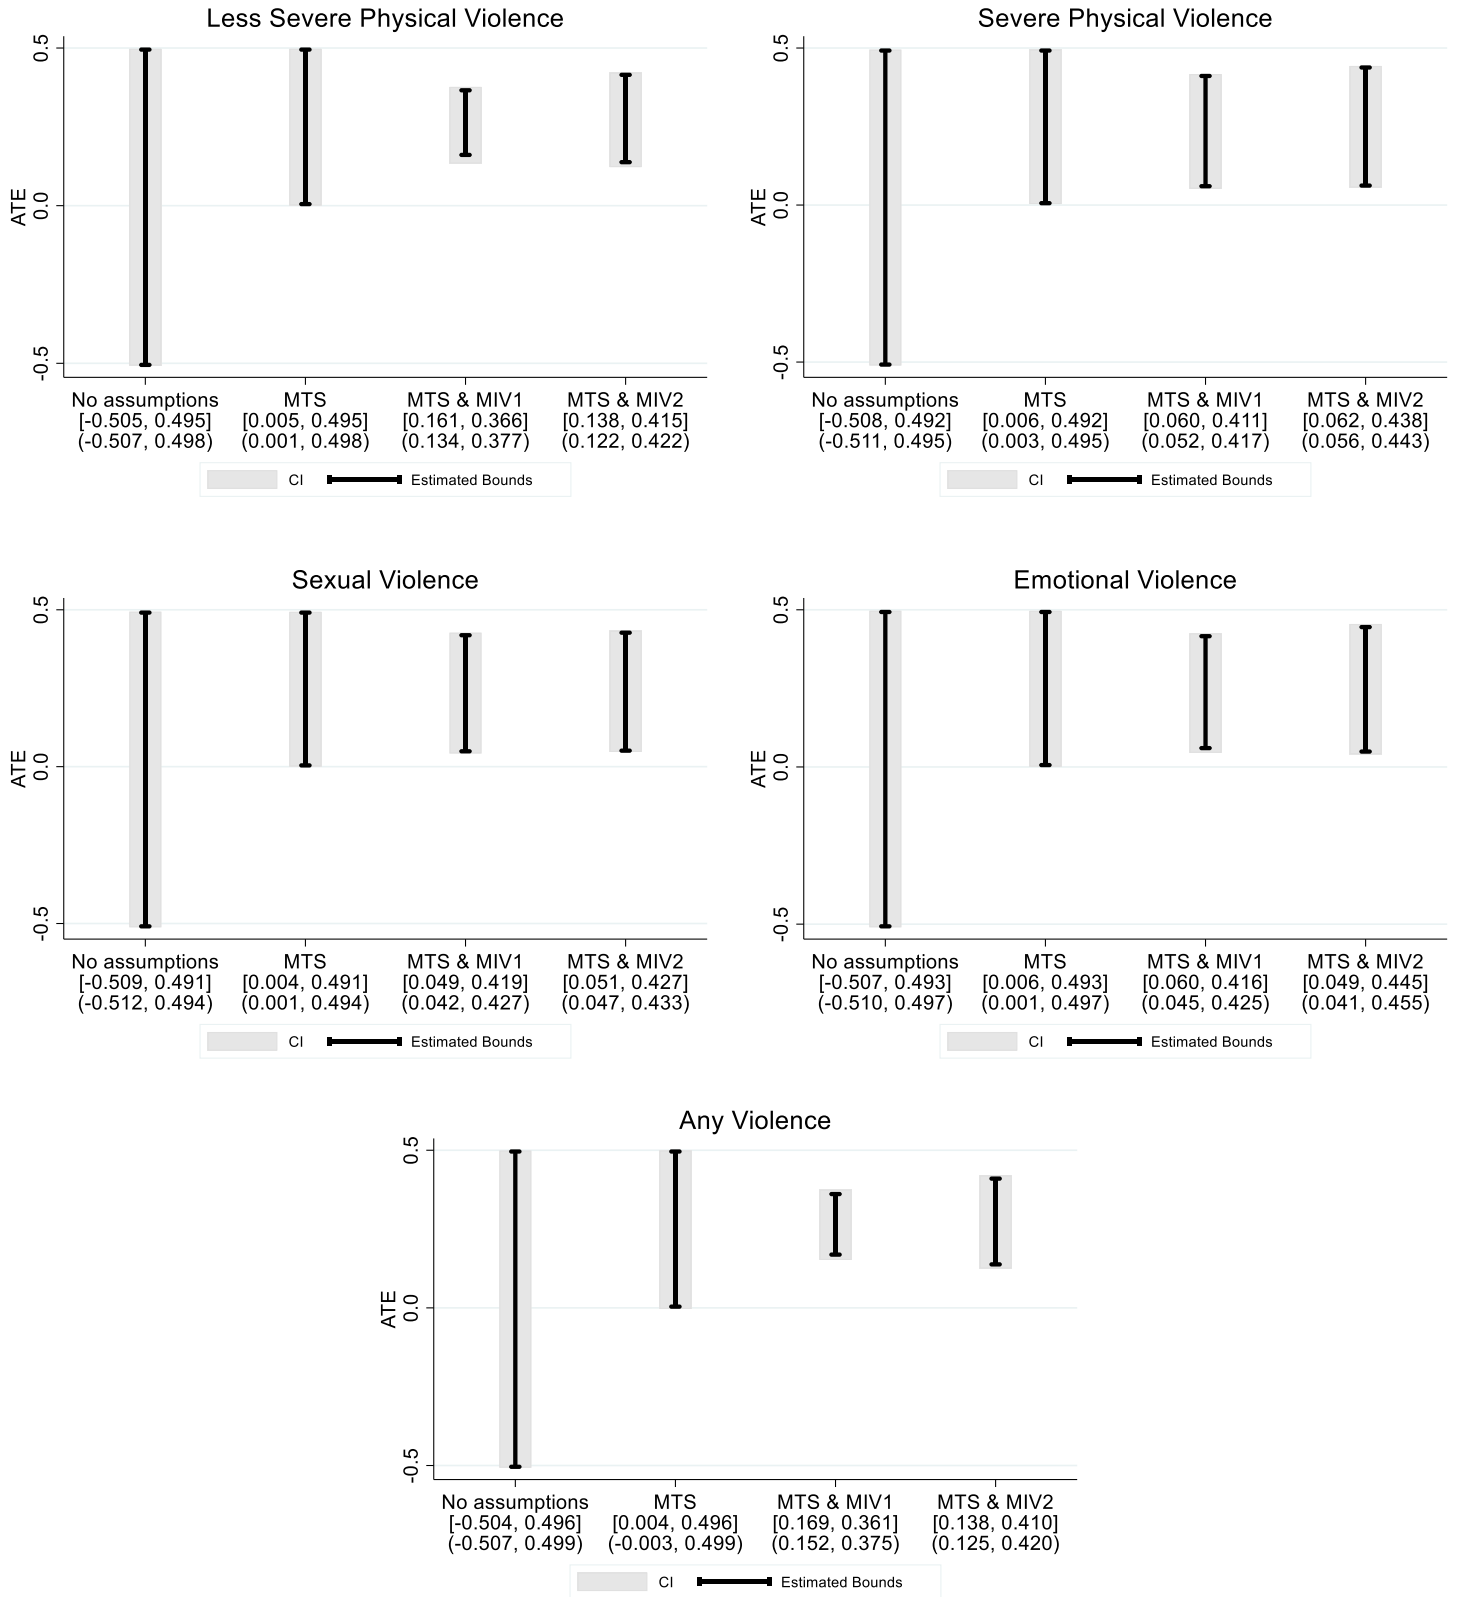 Less Severe Physical Violence
ATE
0.5
0.0
-0.5
No assumptions MTS MTS & MIV1 MTS & MIV2
[-0.505, 0.495] [0.005, 0.495] [0.161, 0.366] [0.138, 0.415]
(-0.507, 0.498) (0.001, 0.498) (0.134, 0.377) (0.122, 0.422)
CI Estimated Bounds
Severe Physical Violence
ATE
0.5
0.0
-0.5
No assumptions MTS MTS & MIV1 MTS & MIV2
[-0.508, 0.492] [0.006, 0.492] [0.060, 0.411] [0.062, 0.438]
(-0.511, 0.495) (0.003, 0.495) (0.052, 0.417) (0.056, 0.443)
CI Estimated Bounds
Sexual Violence
ATE
0.5
0.0
-0.5
No assumptions MTS MTS & MIV1 MTS & MIV2
[-0.509, 0.491] [0.004, 0.491] [0.049, 0.419] [0.051, 0.427]
(-0.512, 0.494) (0.001, 0.494) (0.042, 0.427) (0.047, 0.433)
CI Estimated Bounds
Emotional Violence
ATE
0.5
0.0
-0.5
No assumptions MTS MTS & MIV1 MTS & MIV2
[-0.507, 0.493] [0.006, 0.493] [0.060, 0.416] [0.049, 0.445]
(-0.510, 0.497) (0.001, 0.497) (0.045, 0.425) (0.041, 0.455)
CI Estimated Bounds
Any Violence
ATE
0.5
0.0
-0.5
No assumptions MTS MTS & MIV1 MTS & MIV2
[-0.504, 0.496] [0.004, 0.496] [0.169, 0.361] [0.138, 0.410]
(-0.507, 0.499) (-0.003, 0.499) (0.152, 0.375) (0.125, 0.420)
CI Estimated Bounds